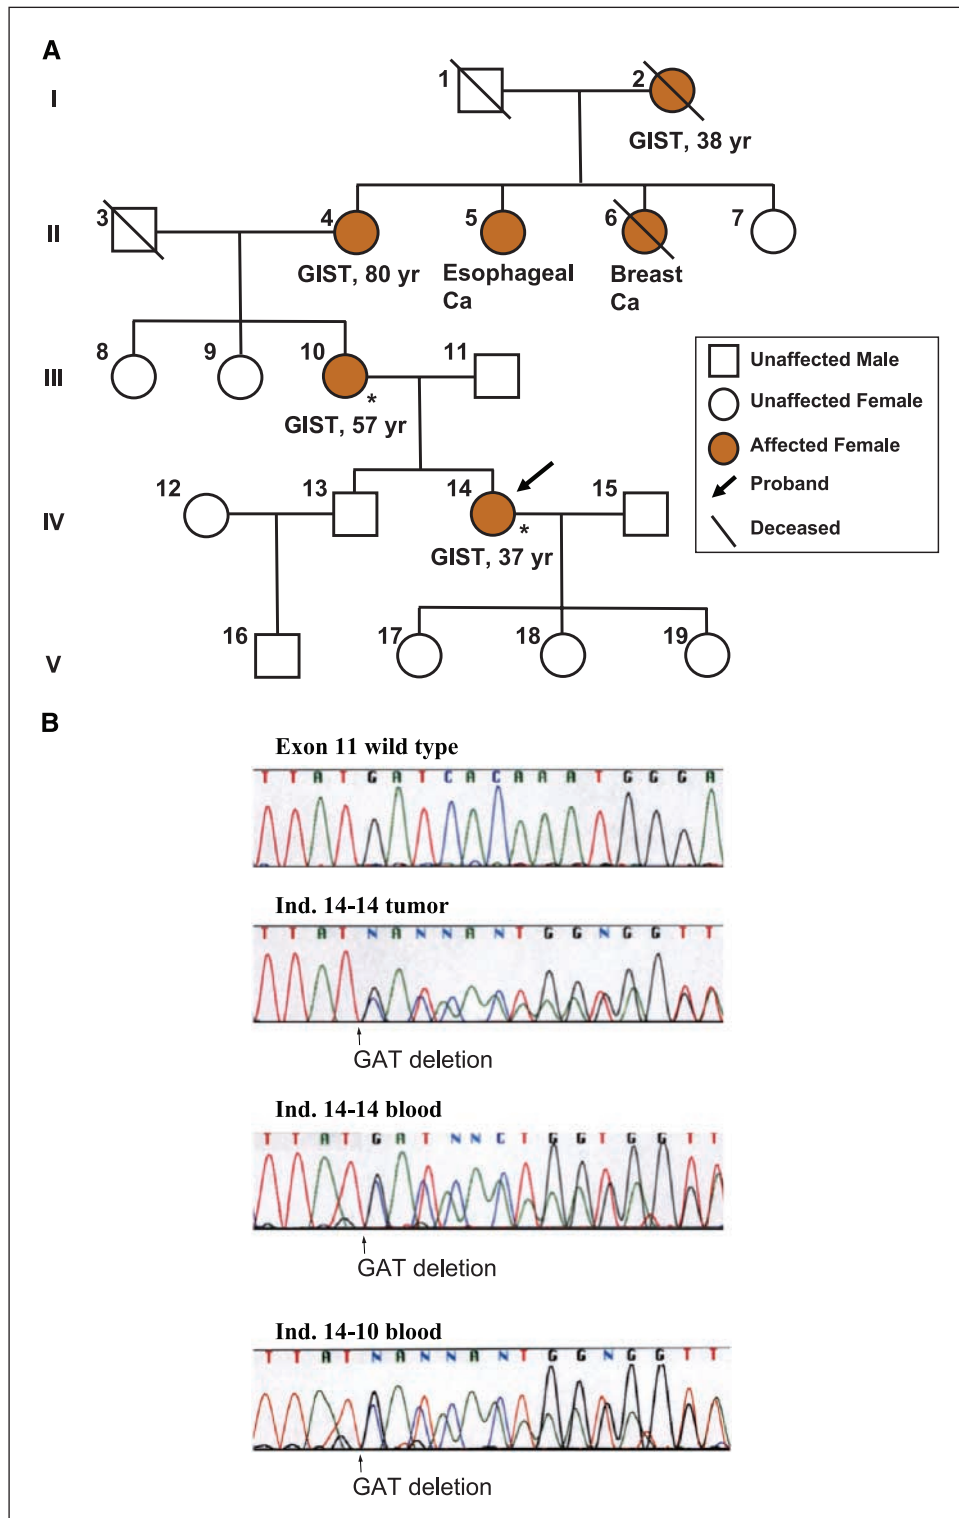 A
I
1
2
GIST, 38 yr
II
3
4
5
6
7
GIST, 80 yr
Esophageal
Ca
Breast
Ca
III
8
9
10
11
*
GIST, 57 yr
IV
12
13
14
15
*
GIST, 37 yr
V
16
17
18
19
Unaffected Male
Unaffected Female
Affected Female
Proband
Deceased
B
Exon 11 wild type
T T A T G A T C A C A A A T G G G A
Ind. 14-14 tumor
T T A T N A N N A N T G G N G G T T
GAT deletion
Ind. 14-14 blood
T T A T G A T N N C T G G T G G T T
GAT deletion
Ind. 14-10 blood
T T A T N A N N A N T G G N G G T T
GAT deletion